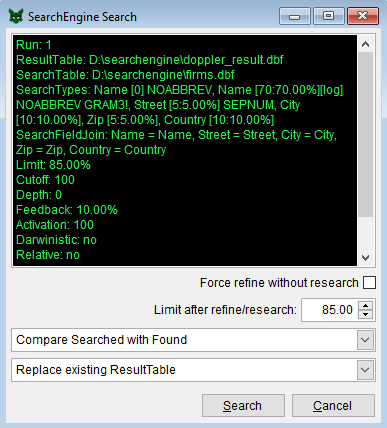 SearchEngine Search
Run: 1
ResultTable: D:\searchengine\doppler_result.dbf
SearchTable: D:\searchengine\firms.dbf
SearchTypes: Name [0] NOABBREV, Name [70:70.00%][log]
NOABBREV GRAM3!, Street [5:5.00%] SEPNUM, City
[10:10.00%], Zip [5:5.00%], Country [10:10.00%]
SearchFieldJoin: Name = Name, Street = Street, City = City,
Zip = Zip, Country = Country
Limit: 85.00%
Cutoff: 100
Depth: 0
Feedback: 10.00%
Activation: 100
Darwinistic: no
Relative: no
Force refine without research
Limit after refine/research: 85.00
Compare Searched with Found
Replace existing ResultTable
Search Cancel